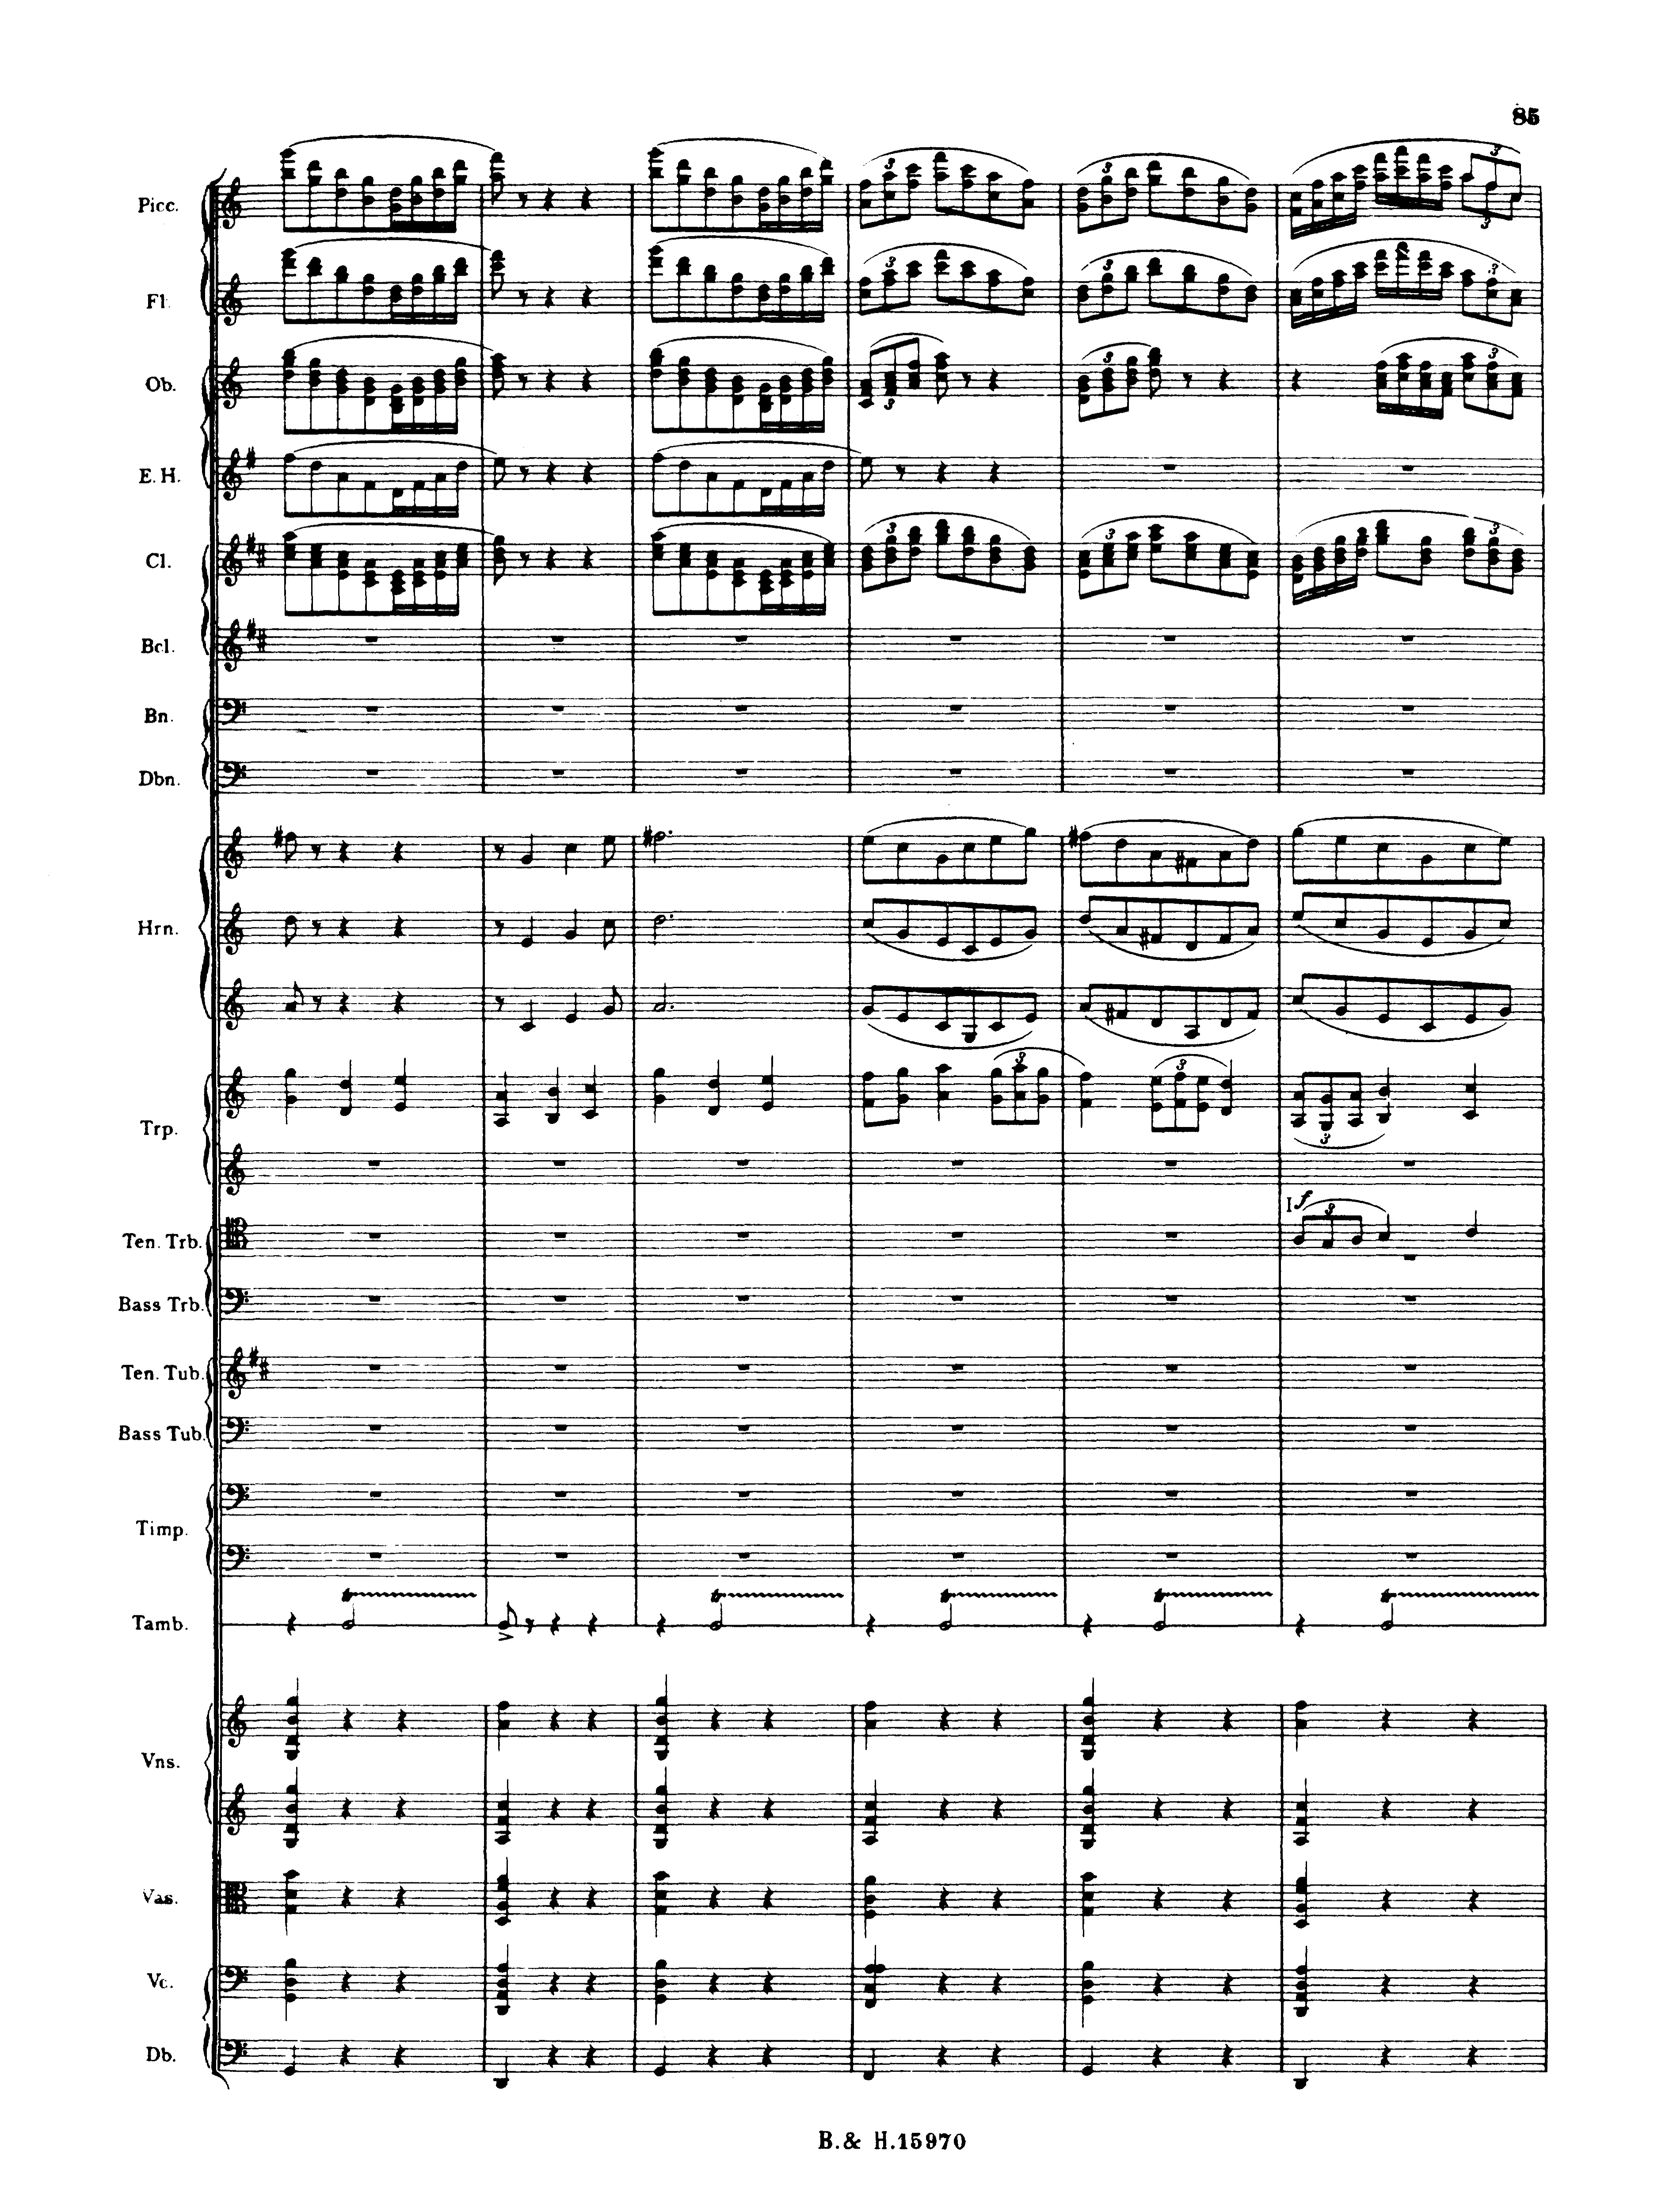 85
Picc.
Fl.
Ob.
E. H.
Cl.
Bcl.
Bn.
Dbn.
Hrn.
Trp.
I f
Ten. Trb.
Bass Trb.
Ten. Tub.
Bass Tub.
Timp.
Tamb.
Vns.
Vas.
Vc.
Db.
B. & H. 15970